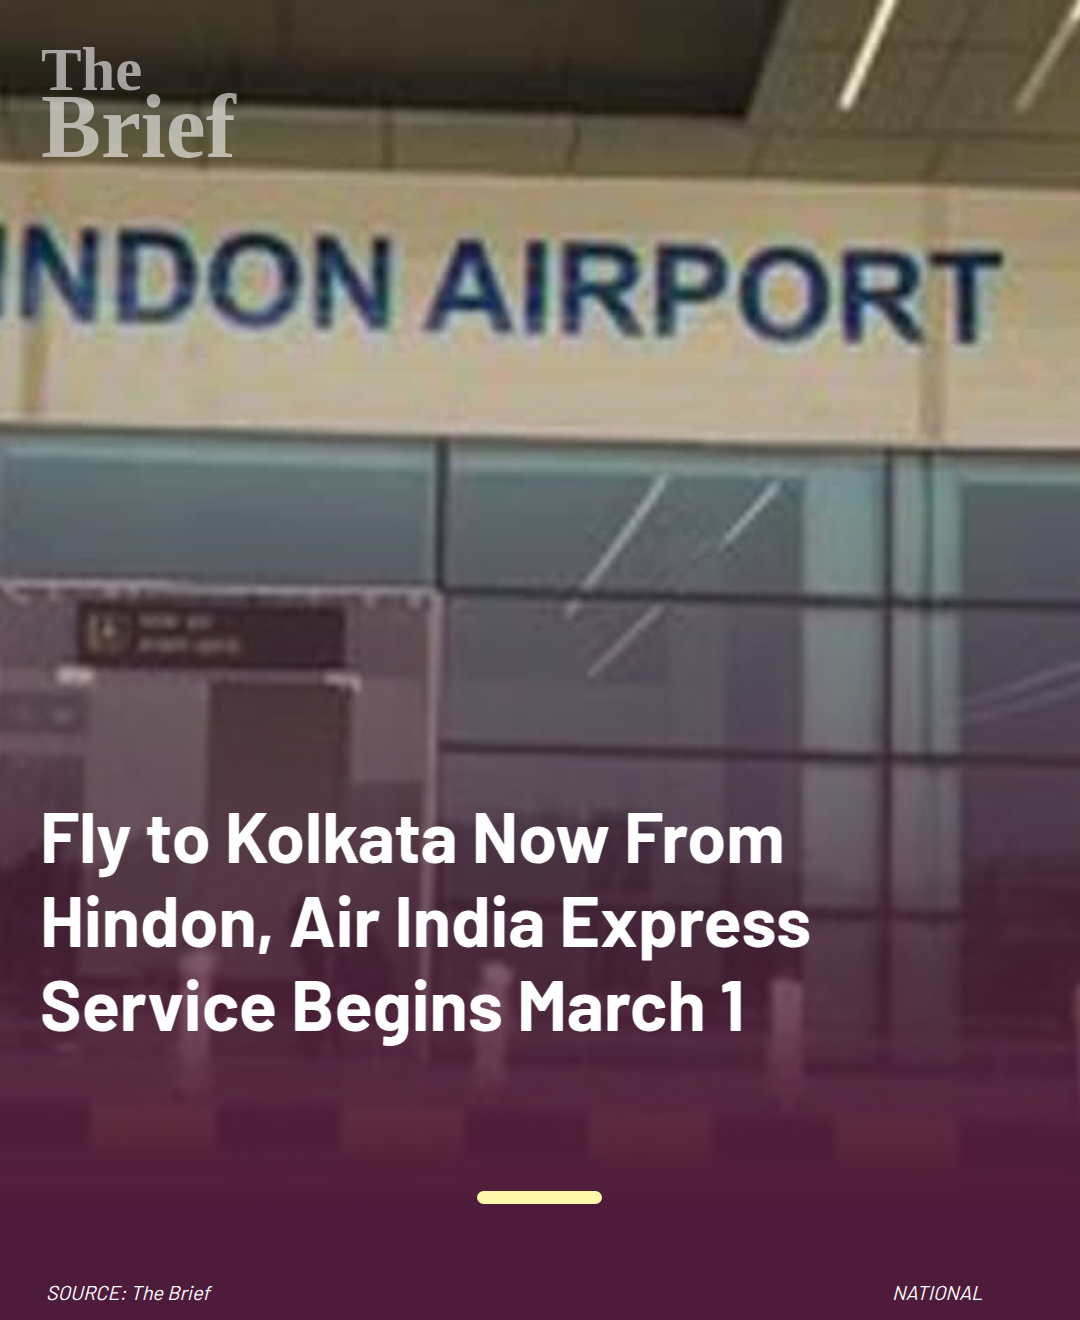 The
Brief
INDON AIRPORT
Fly to Kolkata Now From
Hindon, Air India Express
Service Begins March 1
SOURCE: The Brief
NATIONAL